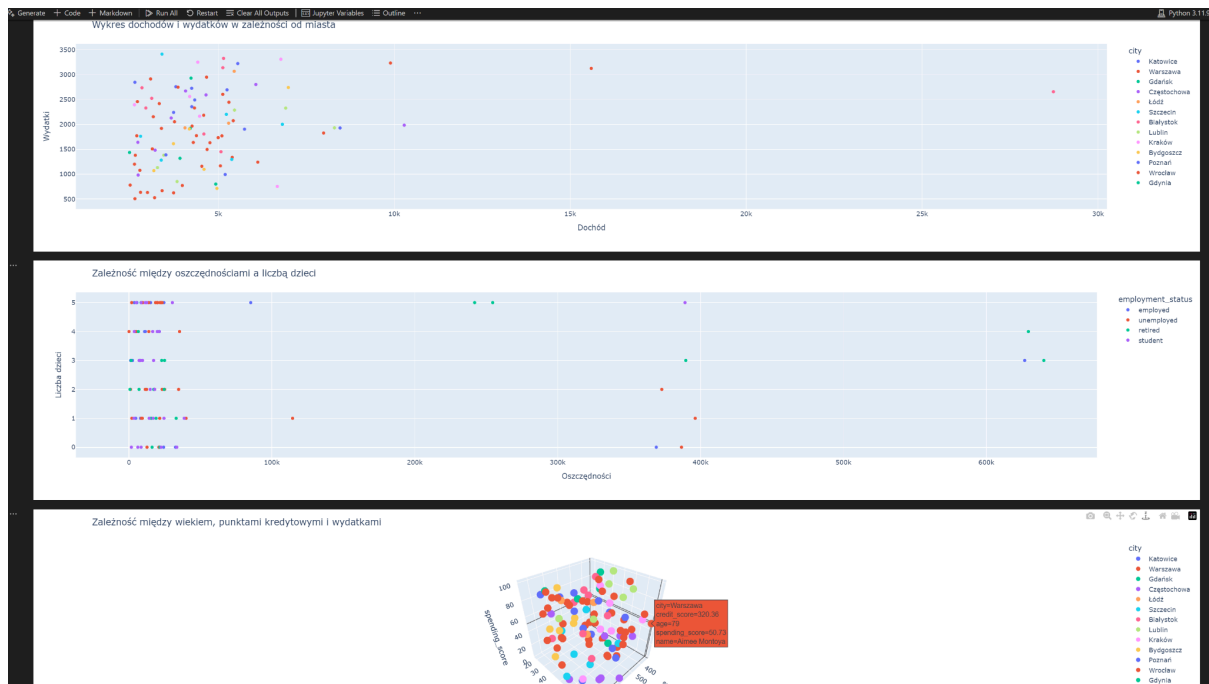 Generate + Code + Markdown Run All Restart Clear All Outputs Jupyter Variables Outline ... Python 3.11.9
Wykres dochodów i wydatków w zależności od miasta
Wydatki
3500
3000
2500
2000
1500
1000
500
5k 10k 15k 20k 25k 30k
Dochód
city
Katowice
Warszawa
Gdańsk
Częstochowa
Łódź
Szczecin
Białystok
Lublin
Kraków
Bydgoszcz
Poznań
Wrocław
Gdynia
...
Zależność między oszczędnościami a liczbą dzieci
Liczba dzieci
5
4
3
2
1
0
0 100k 200k 300k 400k 500k 600k
Oszczędności
employment_status
employed
unemployed
retired
student
...
Zależność między wiekiem, punktami kredytowymi i wydatkami
spending_score
100
80
60
40
20
0
20
30
40
400
500
city=Warszawa
credit_score=320.36
age=79
name=Aimee Montoya
city
Katowice
Warszawa
Gdańsk
Częstochowa
Łódź
Szczecin
Białystok
Lublin
Kraków
Bydgoszcz
Poznań
Wrocław
Gdynia